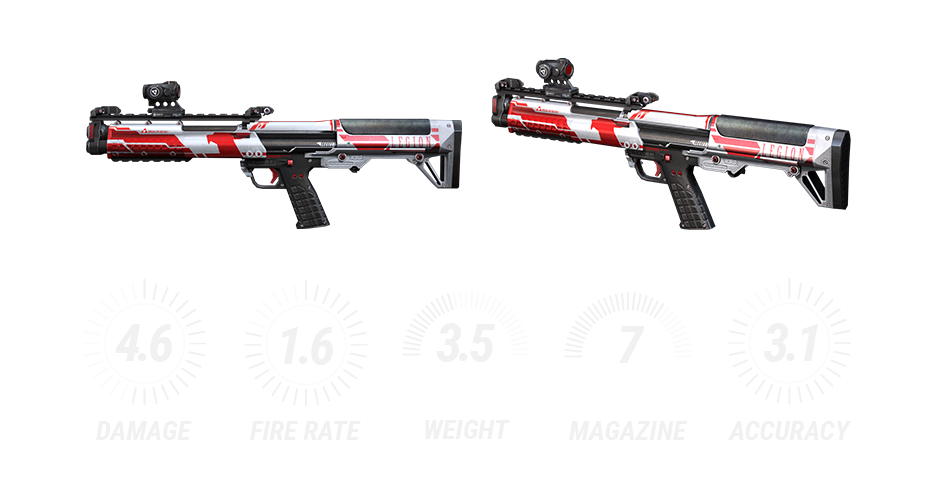 LEGION
LEGION
4.6
1.6
3.5
7
3.1
DAMAGE
FIRE RATE
WEIGHT
MAGAZINE
ACCURACY